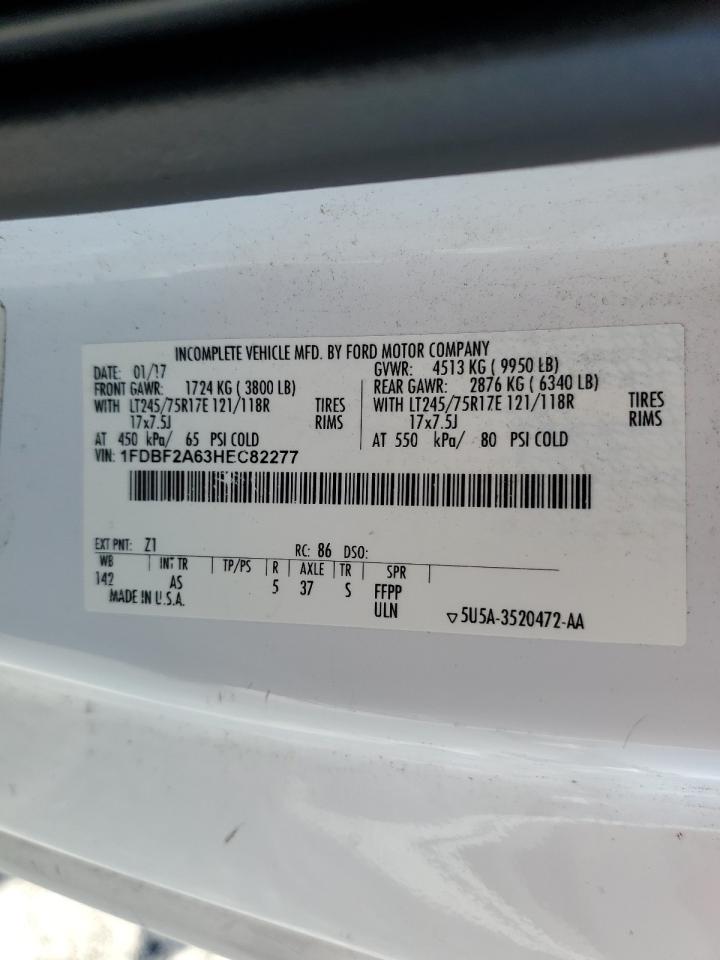 INCOMPLETE VEHICLE MFD. BY FORD MOTOR COMPANY
DATE: 01/17 GVWR: 4513 KG ( 9950 LB)
FRONT GAWR: 1724 KG ( 3800 LB) REAR GAWR: 2876 KG ( 6340 LB)
WITH LT245/75R17E 121/118R TIRES WITH LT245/75R17E 121/118R TIRES
17x7.5J RIMS 17x7.5J RIMS
AT 450 kPa/ 65 PSI COLD AT 550 kPa/ 80 PSI COLD
VIN: 1FDBF2A63HEC82277
EXT PNT: Z1 RC: 86 DSO:
WB INT TR TP/PS R AXLE TR SPR
142 AS 5 37 S FFPP
MADE IN U.S.A. ULN ▽5U5A-3520472-AA